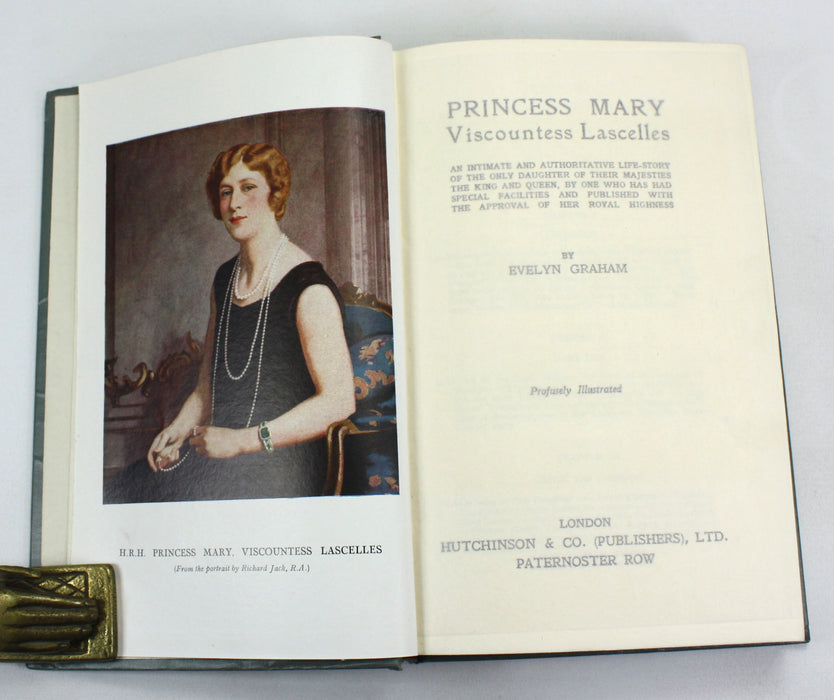 H.R.H. PRINCESS MARY, VISCOUNTESS LASCELLES
(From the portrait by Richard Jack, R.A.)
PRINCESS MARY
Viscountess Lascelles
AN INTIMATE AND AUTHORITATIVE LIFE-STORY
OF THE ONLY DAUGHTER OF THEIR MAJESTIES
THE KING AND QUEEN, BY ONE WHO HAS HAD
SPECIAL FACILITIES AND PUBLISHED WITH
THE APPROVAL OF HER ROYAL HIGHNESS
BY
EVELYN GRAHAM
Profusely Illustrated
LONDON
HUTCHINSON & CO. (PUBLISHERS), LTD.
PATERNOSTER ROW